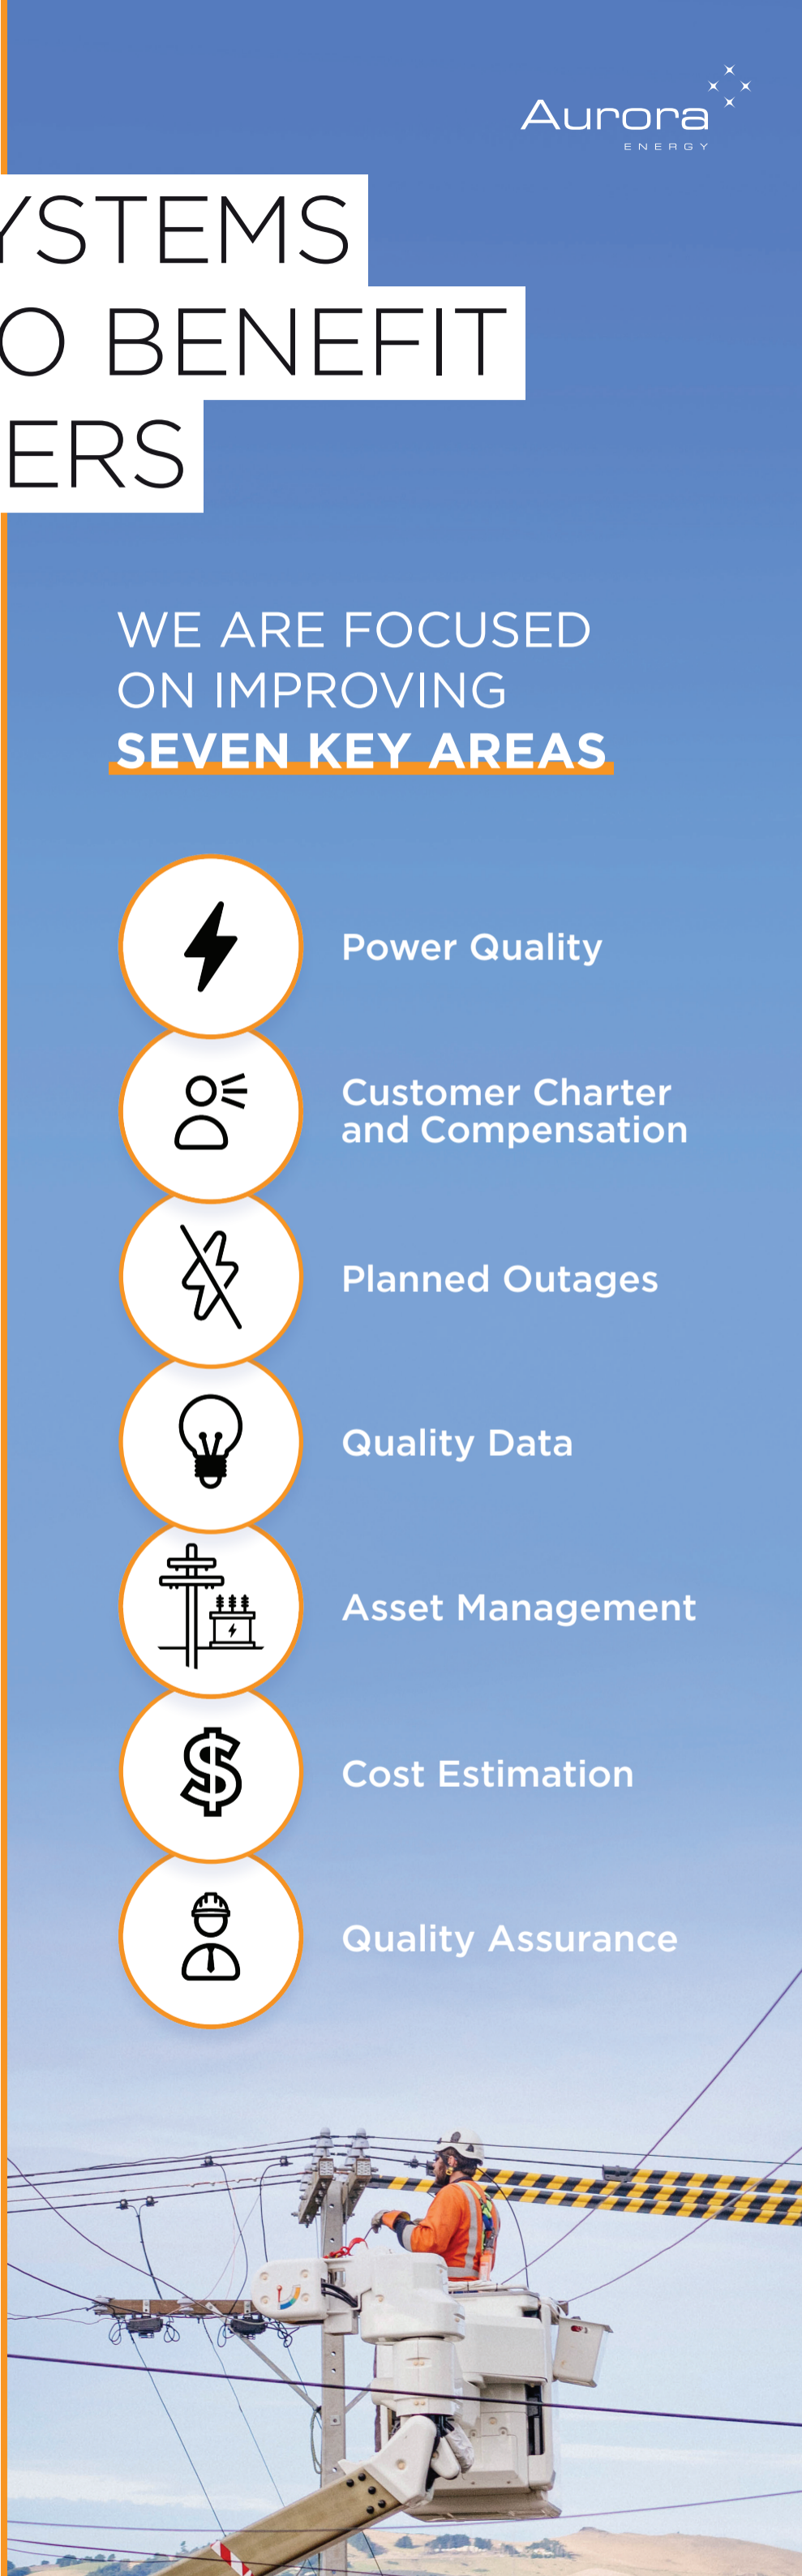 Aurora
ENERGY
YSTEMS
O BENEFIT
ERS
WE ARE FOCUSED
ON IMPROVING
SEVEN KEY AREAS
Power Quality
Customer Charter
and Compensation
Planned Outages
Quality Data
Asset Management
$
Cost Estimation
Quality Assurance